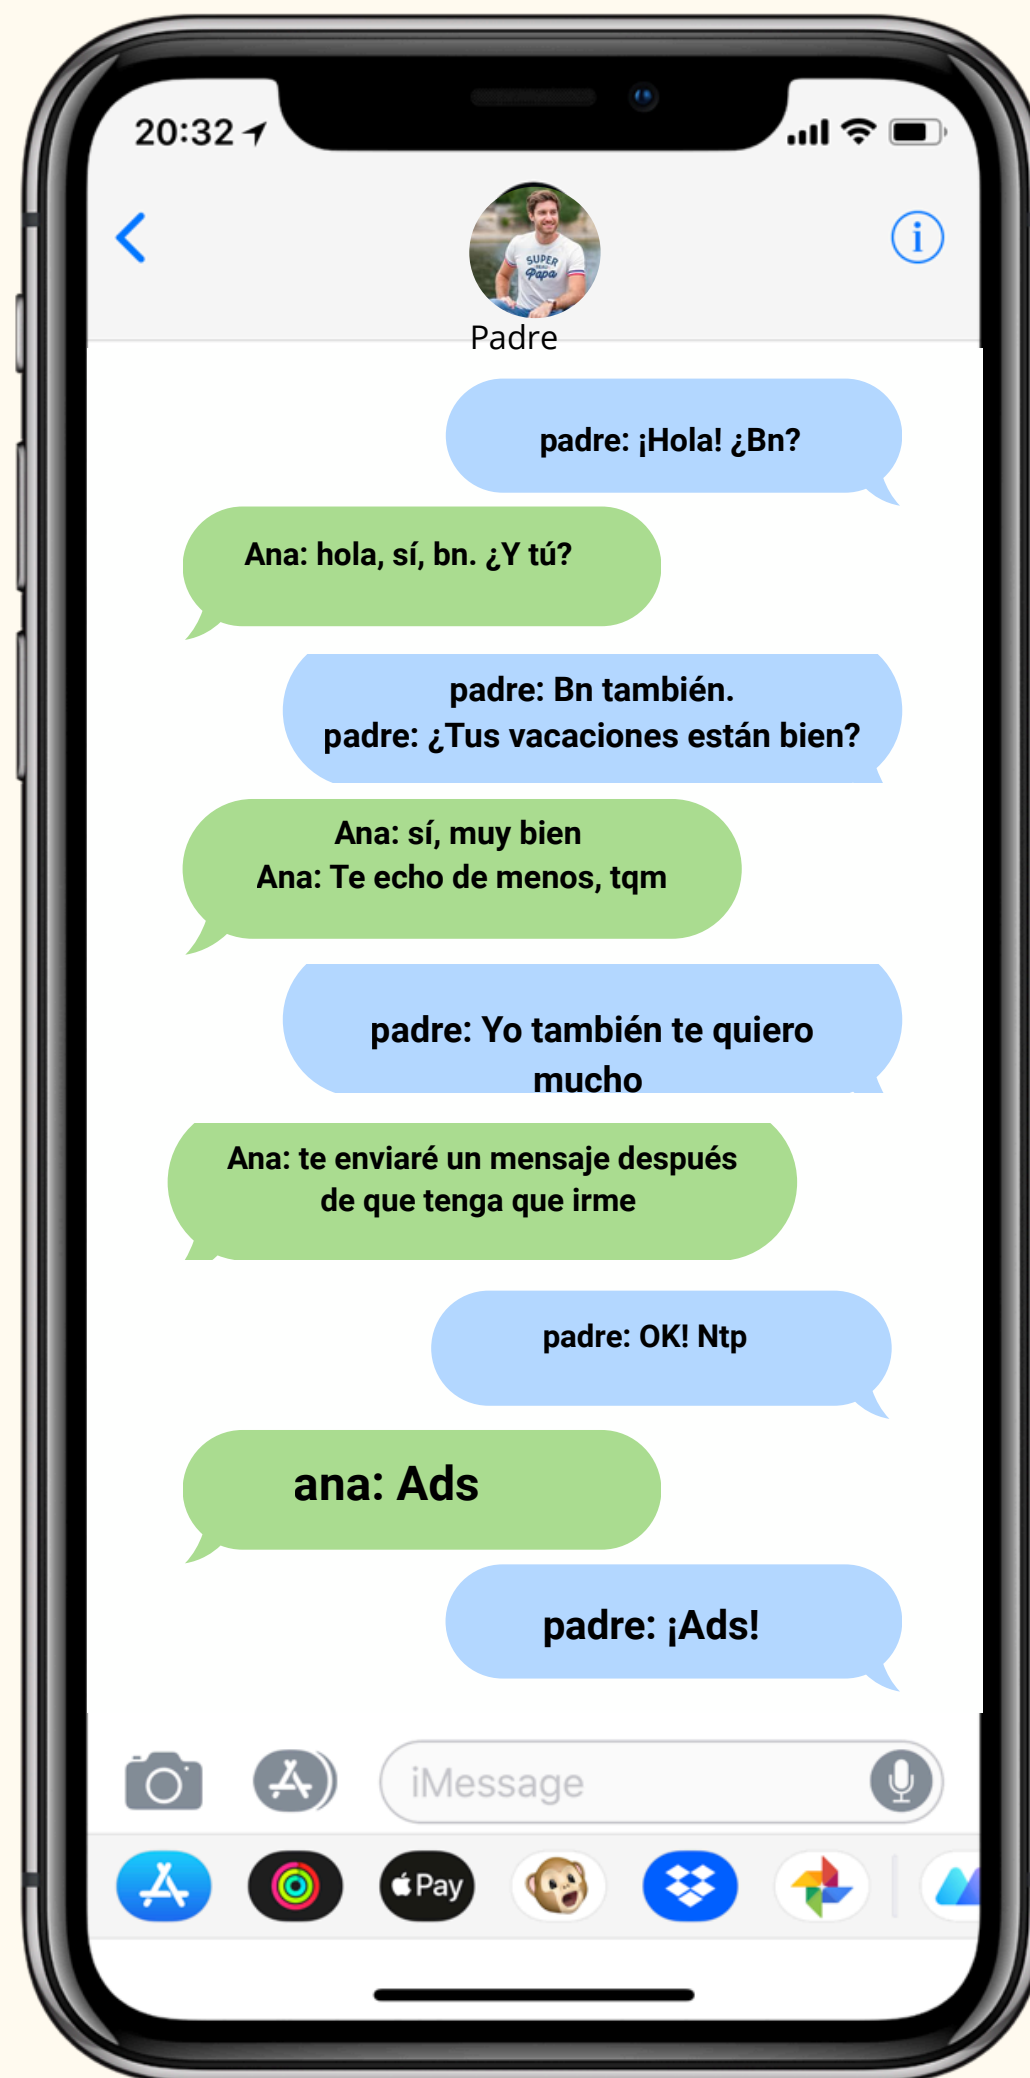 20:32
SUPER
Papa
Padre
padre: ¡Hola! ¿Bn?
Ana: hola, sí, bn. ¿Y tú?
padre: Bn también.
padre: ¿Tus vacaciones están bien?
Ana: sí, muy bien
Ana: Te echo de menos, tqm
padre: Yo también te quiero
mucho
Ana: te enviaré un mensaje después
de que tenga que irme
padre: OK! Ntp
ana: Ads
padre: ¡Ads!
iMessage
Pay